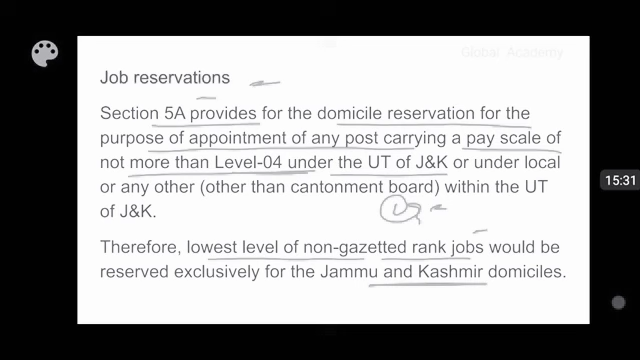 Global Academy
Job reservations
Section 5A provides for the domicile reservation for the
purpose of appointment of any post carrying a pay scale of
not more than Level-04 under the UT of J&K or under local
or any other (other than cantonment board) within the UT
of J&K.
Therefore, lowest level of non-gazetted rank jobs would be
reserved exclusively for the Jammu and Kashmir domiciles.
15:31